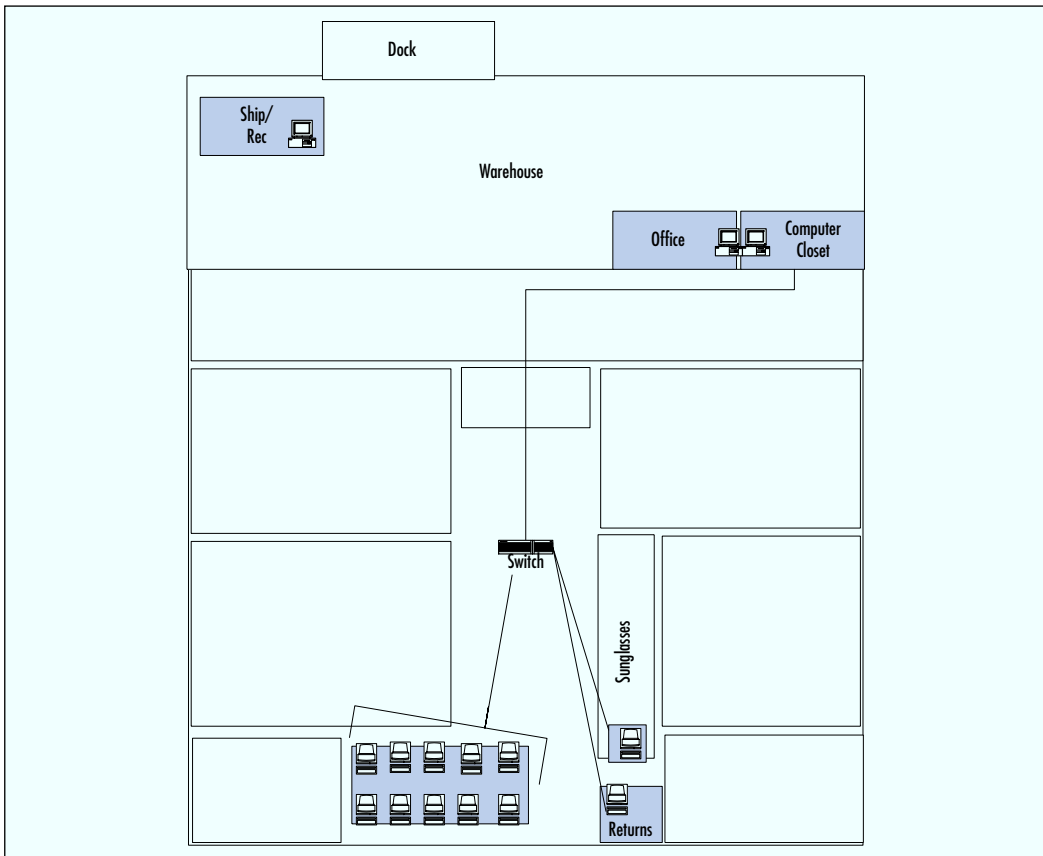 Dock
Ship/
Rec
Warehouse
Office
Computer
Closet
Switch
Sunglasses
Returns